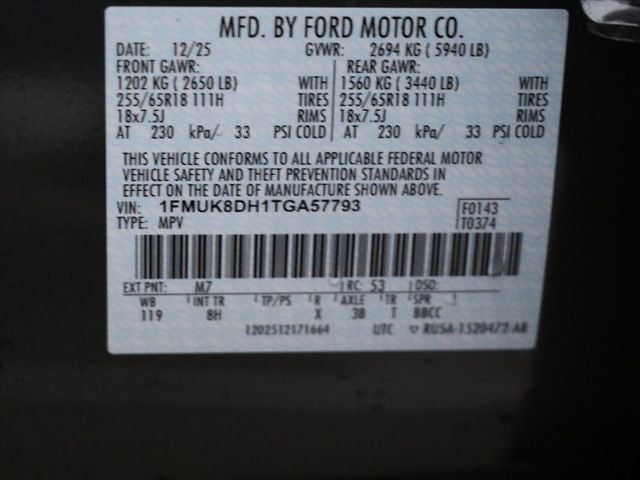 MFD. BY FORD MOTOR CO.
DATE: 12/25 GVWR: 2694 KG ( 5940 LB)
FRONT GAWR: REAR GAWR:
1202 KG ( 2650 LB) WITH 1560 KG ( 3440 LB) WITH
255/65R18 111H TIRES 255/65R18 111H TIRES
18x7.5J RIMS 18x7.5J RIMS
AT 230 kPa/ 33 PSI COLD AT 230 kPa/ 33 PSI COLD
THIS VEHICLE CONFORMS TO ALL APPLICABLE FEDERAL MOTOR
VEHICLE SAFETY AND THEFT PREVENTION STANDARDS IN
EFFECT ON THE DATE OF MANUFACTURE SHOWN ABOVE.
VIN: 1FMUK8DH1TGA57793 F0143
TYPE: MPV T0374
EXT PNT: M7 RC: 53 DSO:
WB INT TR TP/PS R AXLE TR SPR
119 8H X 3B T BBCC
1202512171664 UTC RU5A-1520472-AB